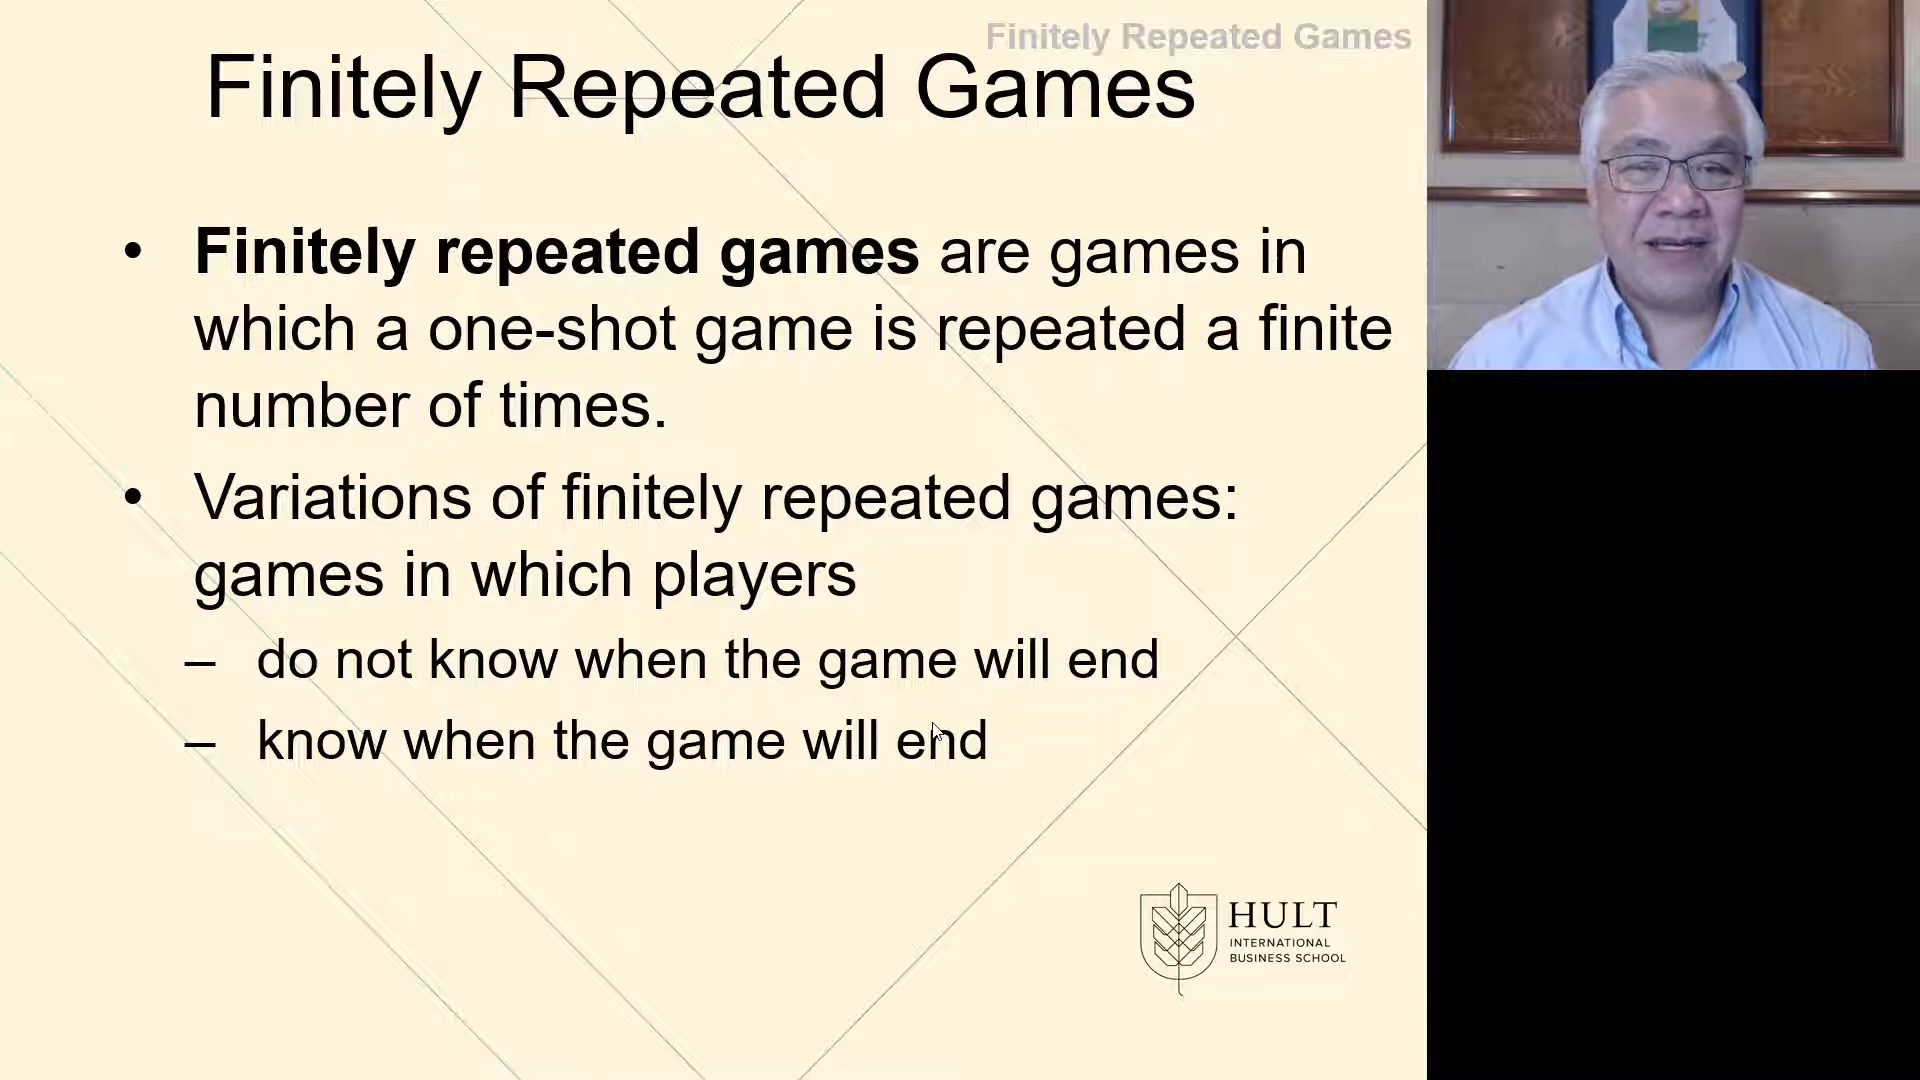 Finitely Repeated Games
Finitely Repeated Games
• Finitely repeated games are games in
which a one-shot game is repeated a finite
number of times.
• Variations of finitely repeated games:
games in which players
– do not know when the game will end
– know when the game will end
HULT
INTERNATIONAL
BUSINESS SCHOOL